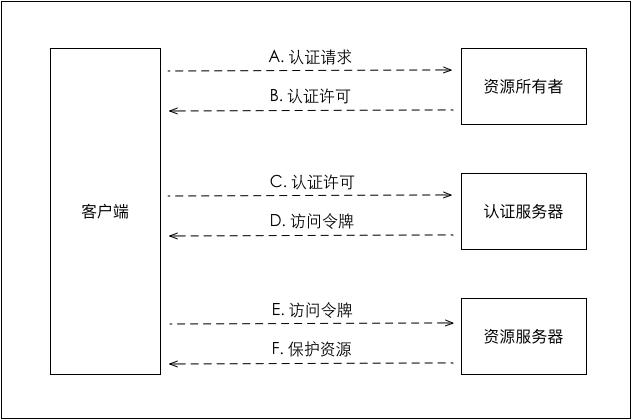 A. 认证请求
资源所有者
B. 认证许可
客户端
C. 认证许可
认证服务器
D. 访问令牌
E. 访问令牌
资源服务器
F. 保护资源